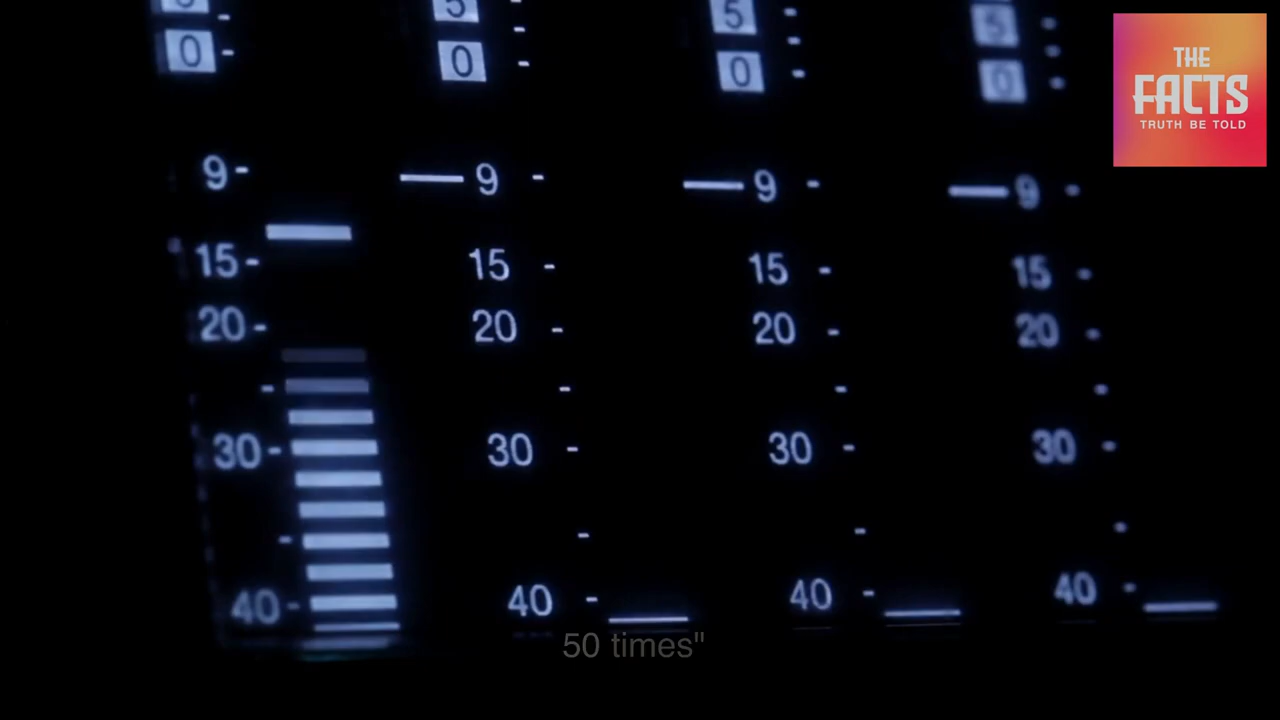 5 5 5
0 0 0 0
9 9 9 9
15 15 15 15
20 20 20 20
30 30 30 30
40 40 40 40
50 times"
THE
FACTS
TRUTH BE TOLD